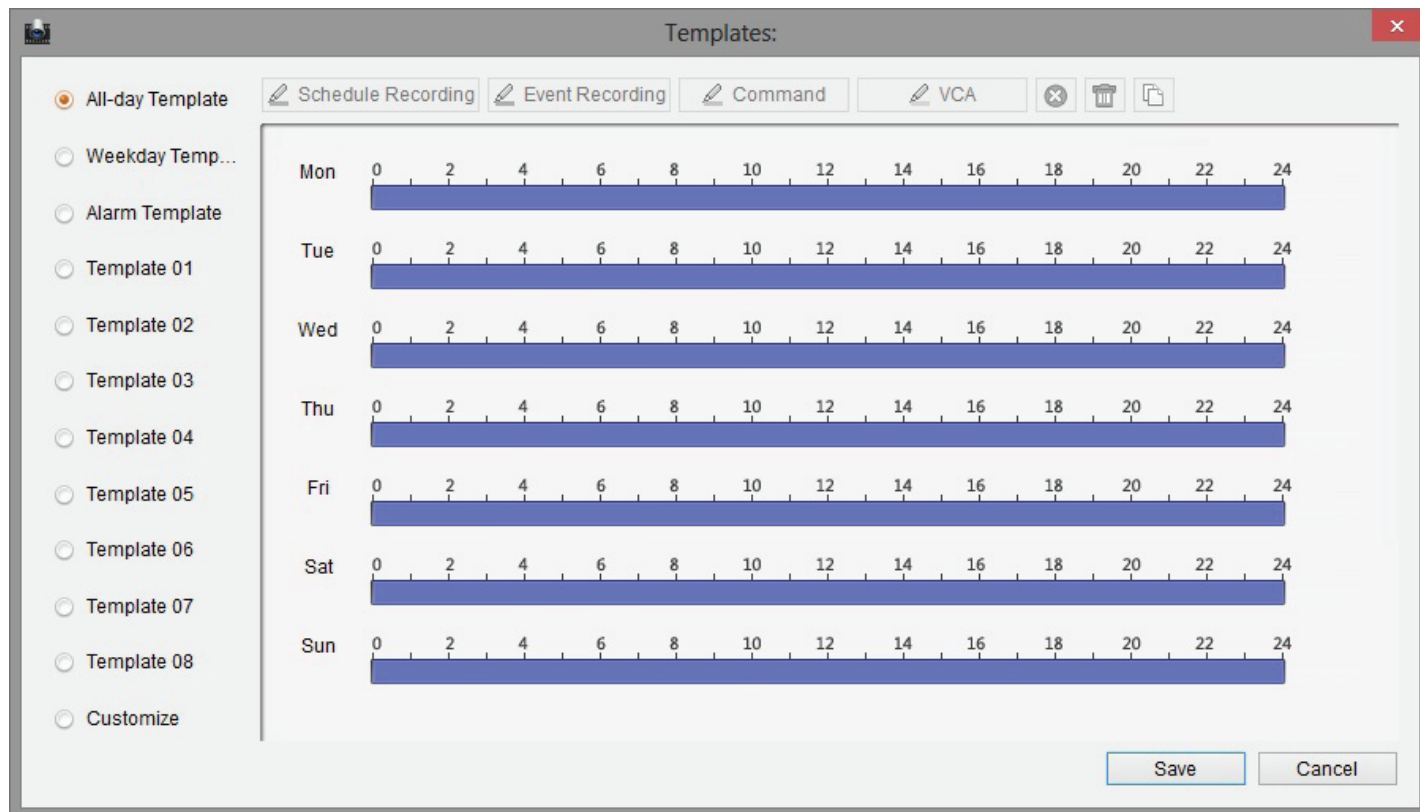 Templates:
All-day Template
Schedule Recording Event Recording Command VCA
Weekday Temp...
Alarm Template
Template 01
Template 02
Template 03
Template 04
Template 05
Template 06
Template 07
Template 08
Customize
Mon 0 2 4 6 8 10 12 14 16 18 20 22 24
Tue 0 2 4 6 8 10 12 14 16 18 20 22 24
Wed 0 2 4 6 8 10 12 14 16 18 20 22 24
Thu 0 2 4 6 8 10 12 14 16 18 20 22 24
Fri 0 2 4 6 8 10 12 14 16 18 20 22 24
Sat 0 2 4 6 8 10 12 14 16 18 20 22 24
Sun 0 2 4 6 8 10 12 14 16 18 20 22 24
Save Cancel